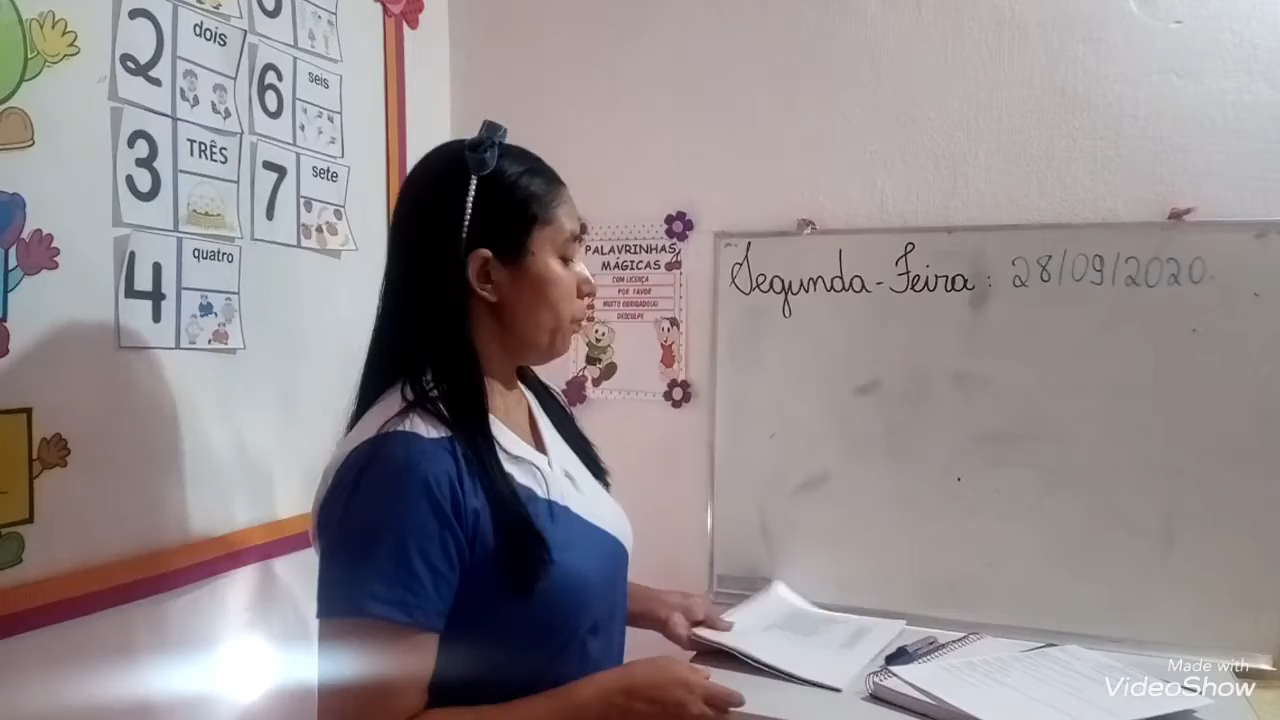 2
dois
6
seis
3
TRÊS
7
sete
4
quatro
PALAVRINHAS
MÁGICAS
COM LICENÇA
POR FAVOR
MUITO OBRIGADO(A)
DESCULPE
Segunda-Feira: 28/09/2020.
Made with
VideoShow